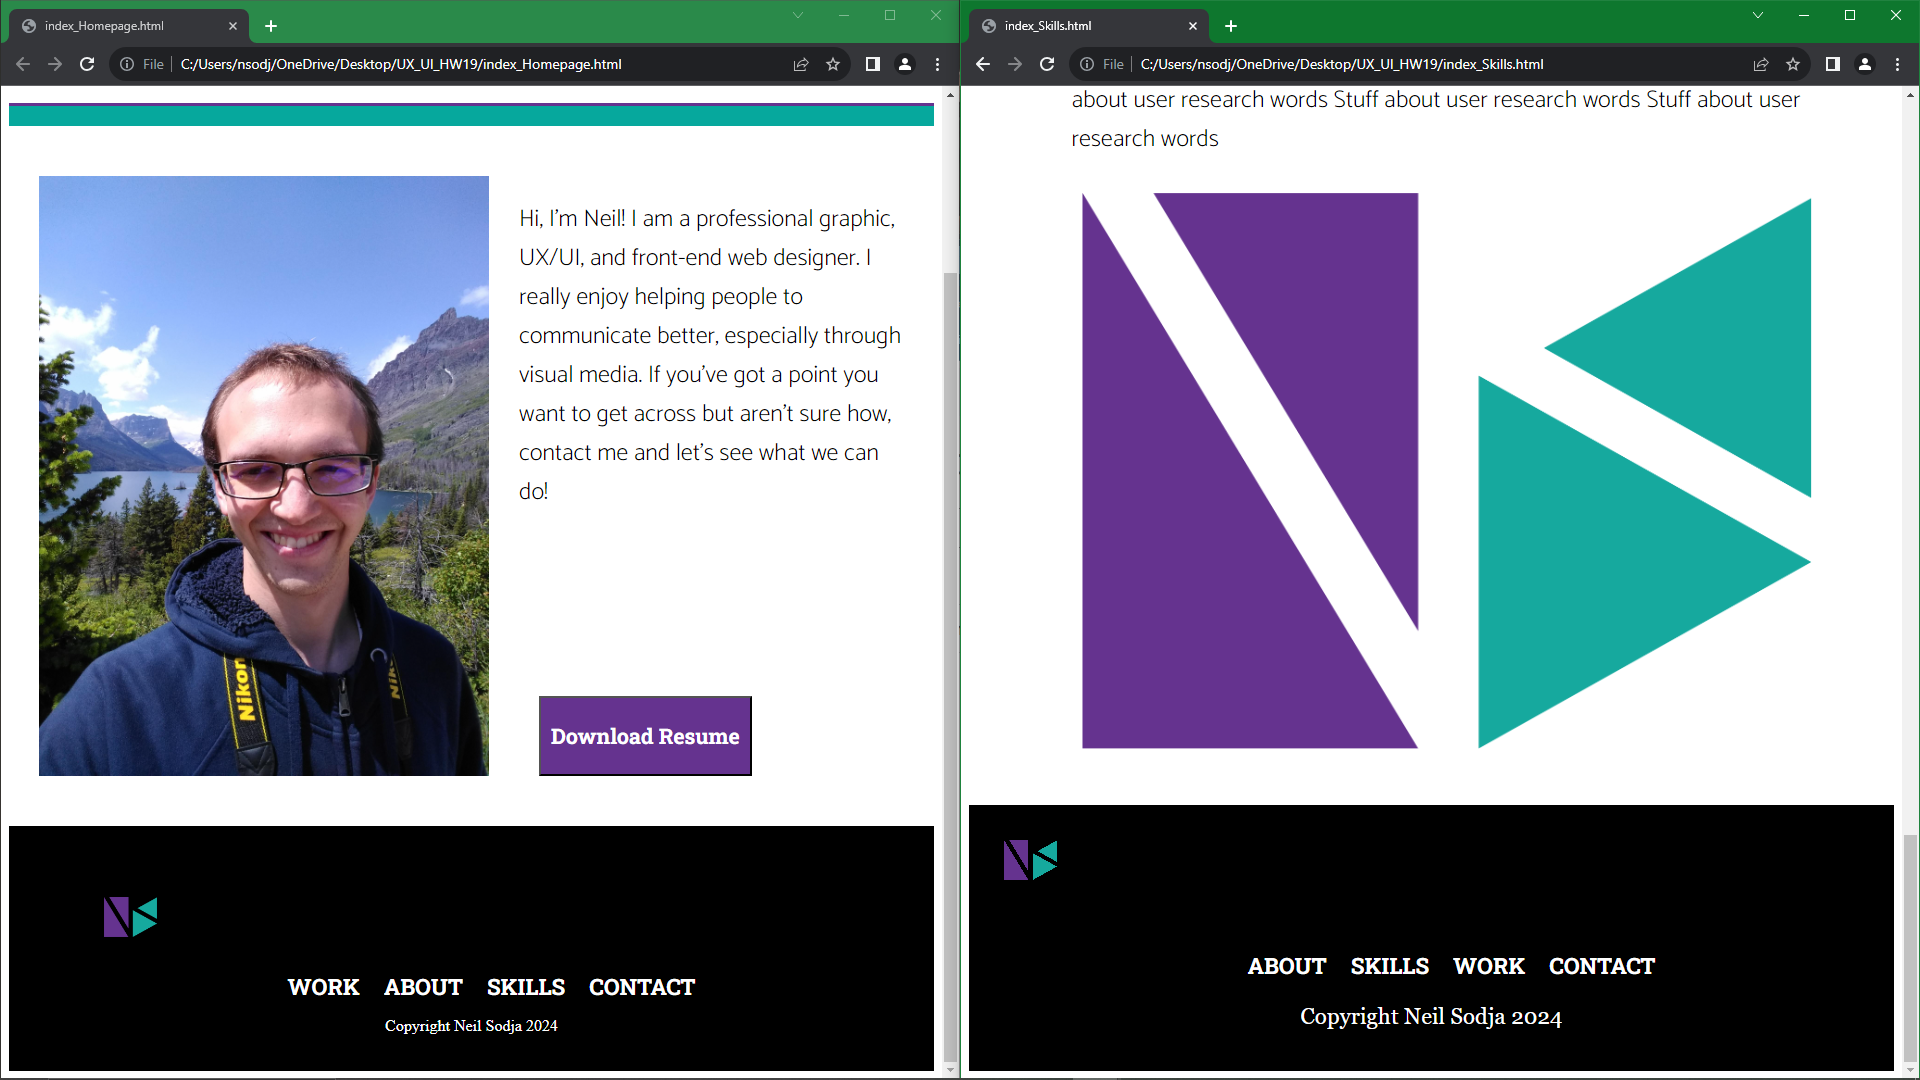 index_Homepage.html
File
C:/Users/nsodj/OneDrive/Desktop/UX_UI_HW19/index_Homepage.html
Hi, I’m Neil! I am a professional graphic,
UX/UI, and front-end web designer. I
really enjoy helping people to
communicate better, especially through
visual media. If you’ve got a point you
want to get across but aren’t sure how,
contact me and let’s see what we can
do!
Nikon
Nikon
Download Resume
WORK ABOUT SKILLS CONTACT
Copyright Neil Sodja 2024
index_Skills.html
File
C:/Users/nsodj/OneDrive/Desktop/UX_UI_HW19/index_Skills.html
about user research words Stuff about user research words Stuff about user
research words
ABOUT SKILLS WORK CONTACT
Copyright Neil Sodja 2024